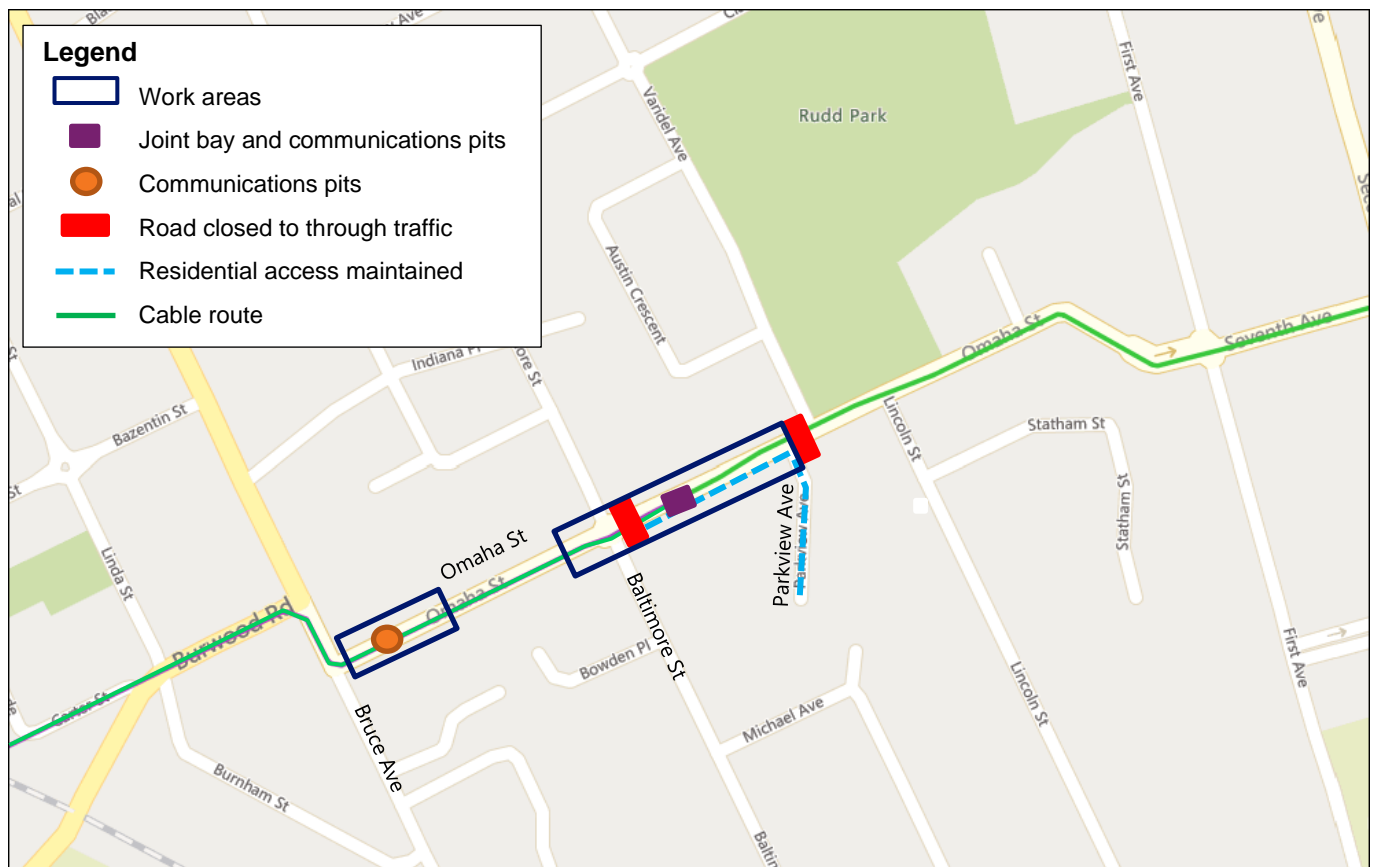 Legend
Work areas
Joint bay and communications pits
Communications pits
Road closed to through traffic
Residential access maintained
Cable route
Rudd Park
Varidel Ave
First Ave
Austin Crescent
Indiana
Bazentin St
Omaha St
Seventh Ave
Lincoln St
Statham St
Statham St
Parkview Ave
Parkview Ave
Omaha St
Omaha St
Linda St
Burwood Rd
Baltimore St
Bowden Pl
Carter St
Bruce Ave
Michael Ave
Lincoln St
First Ave
Burnham St